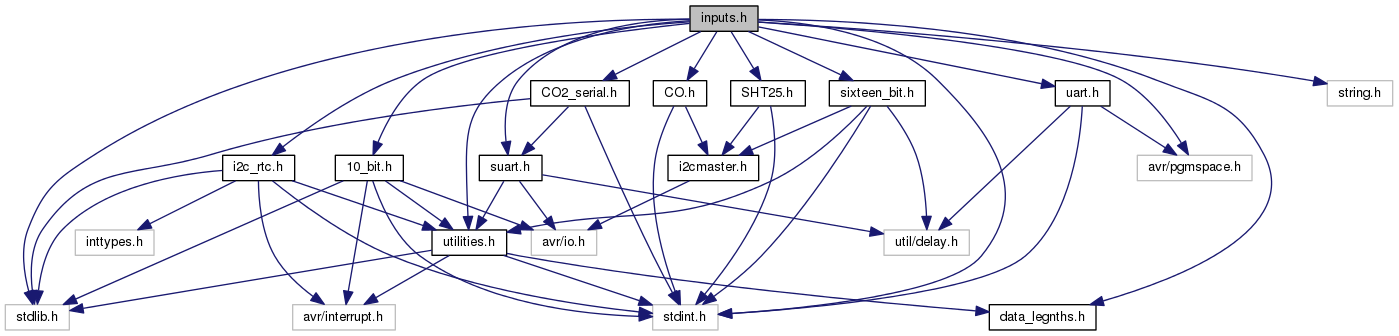 inputs.h
CO2_serial.h
CO.h
SHT25.h
sixteen_bit.h
uart.h
string.h
i2c_rtc.h
10_bit.h
suart.h
i2cmaster.h
avr/pgmspace.h
inttypes.h
utilities.h
avr/io.h
util/delay.h
stdlib.h
avr/interrupt.h
stdint.h
data_legnths.h